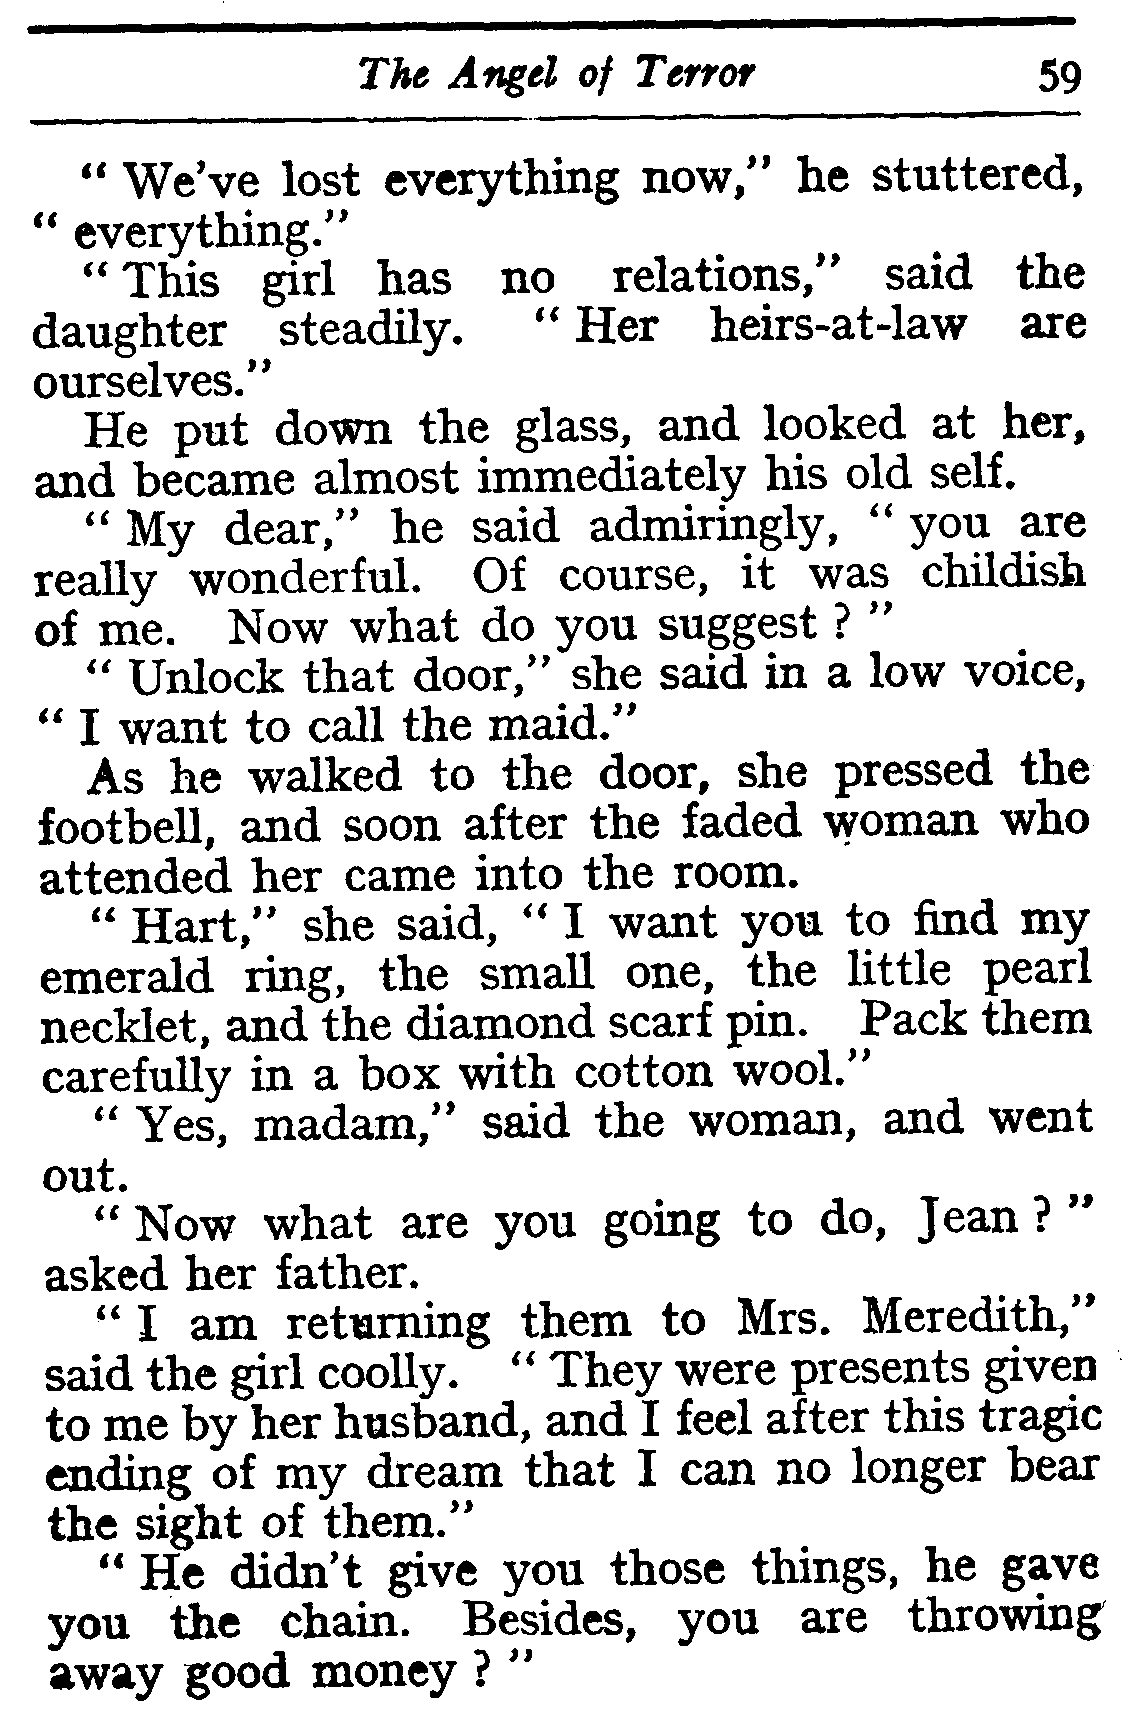 The Angel of Terror 59
“ We’ve lost everything now,” he stuttered,
“ everything.”
“ This girl has no relations,” said the
daughter steadily. “ Her heirs-at-law are
ourselves.”
He put down the glass, and looked at her,
and became almost immediately his old self.
“ My dear,” he said admiringly, “ you are
really wonderful. Of course, it was childish
of me. Now what do you suggest ? ”
“ Unlock that door,” she said in a low voice,
“ I want to call the maid.”
As he walked to the door, she pressed the
footbell, and soon after the faded woman who
attended her came into the room.
“ Hart,” she said, “ I want you to find my
emerald ring, the small one, the little pearl
necklet, and the diamond scarf pin. Pack them
carefully in a box with cotton wool.”
“ Yes, madam,” said the woman, and went
out.
“ Now what are you going to do, Jean ? ”
asked her father.
“ I am returning them to Mrs. Meredith,”
said the girl coolly. “ They were presents given
to me by her husband, and I feel after this tragic
ending of my dream that I can no longer bear
the sight of them.”
“ He didn’t give you those things, he gave
you the chain. Besides, you are throwing
away good money ? ”